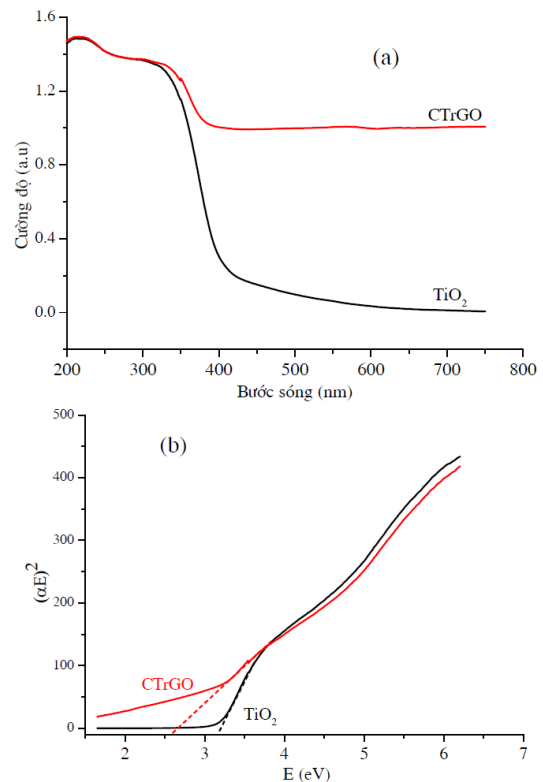 1.6
(a)
1.2
CTrGO
0.8
0.4
TiO2
0.0
Cường độ (a.u)
200 300 400 500 600 700 800
Bước sóng (nm)
500
(b)
400
300
200
100
CTrGO
TiO2
0
(αE)2
2 3 4 5 6 7
E (eV)